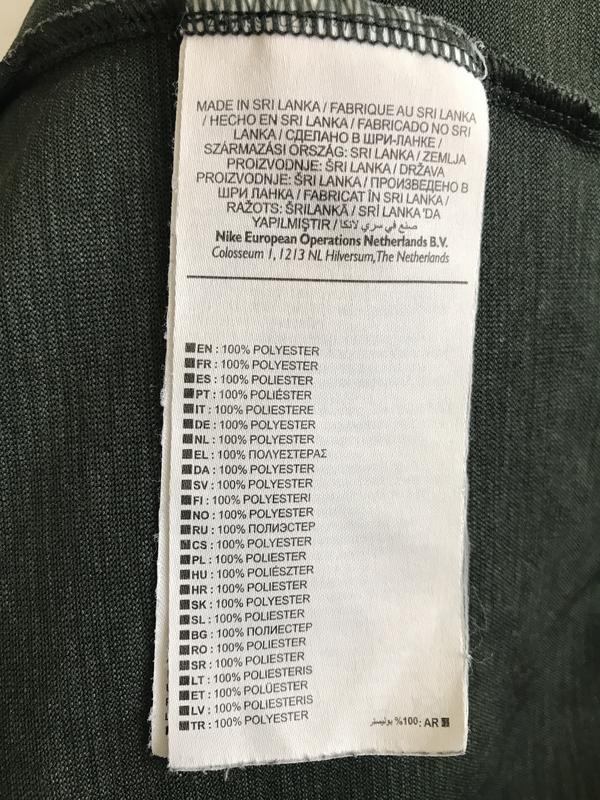 MADE IN SRI LANKA / FABRIQUE AU SRI LANKA
/ HECHO EN SRI LANKA / FABRICADO NO SRI
LANKA / СДЕЛАНО В ШРИ-ЛАНКЕ /
SZÁRMAZÁSI ORSZÁG: SRI LANKA / ZEMLJA
PROIZVODNJE: ŠRI LANKA / DRŽAVA
PROIZVODNJE: ŠRI LANKA / ПРОИЗВЕДЕНО В
ШРИ ЛАНКА / FABRICAT ÎN SRI LANKA /
RAŽOTS: ŠRILANKĀ / SRİ LANKA'DA
YAPILMIŞTIR / صنع في سري لانكا
Nike European Operations Netherlands B.V.
Colosseum 1, 1213 NL Hilversum, The Netherlands
EN : 100% POLYESTER
FR : 100% POLYESTER
ES : 100% POLIESTER
PT : 100% POLIÉSTER
IT : 100% POLIESTERE
DE : 100% POLYESTER
NL : 100% POLYESTER
EL : 100% ΠΟΛΥΕΣΤΕΡΑΣ
DA : 100% POLYESTER
SV : 100% POLYESTER
FI : 100% POLYESTERI
NO : 100% POLYESTER
RU : 100% ПОЛИЭСТЕР
CS : 100% POLYESTER
PL : 100% POLIESTER
HU : 100% POLIÉSZTER
HR : 100% POLIESTER
SK : 100% POLYESTER
SL : 100% POLIESTER
BG : 100% ПОЛИЕСТЕР
RO : 100% POLIESTER
SR : 100% POLIESTER
LT : 100% POLIESTERIS
ET : 100% POLÜESTER
LV : 100% POLIESTERIS
TR : 100% POLYESTER
AR :100% بوليستر